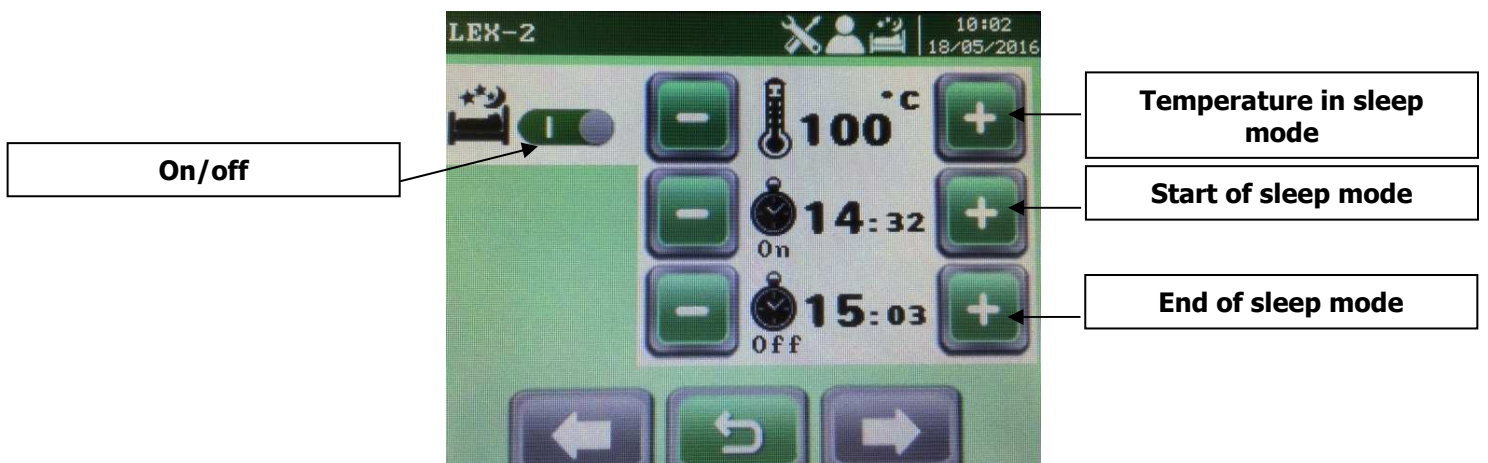 LEX-2
10:02
18/05/2016
°C
100
Temperature in sleep
mode
On/off
14:32
On
Start of sleep mode
15:03
Off
End of sleep mode